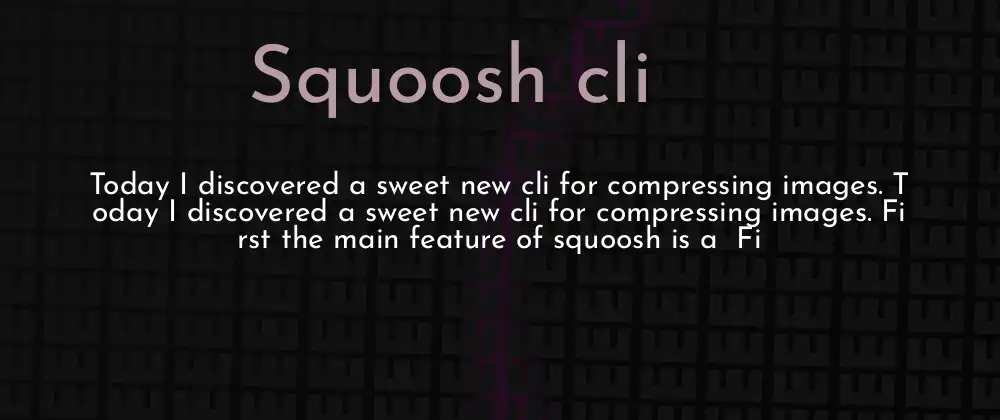 Squoosh cli
Today I discovered a sweet new cli for compressing images. T
oday I discovered a sweet new cli for compressing images. Fi
rst the main feature of squoosh is a  Fi